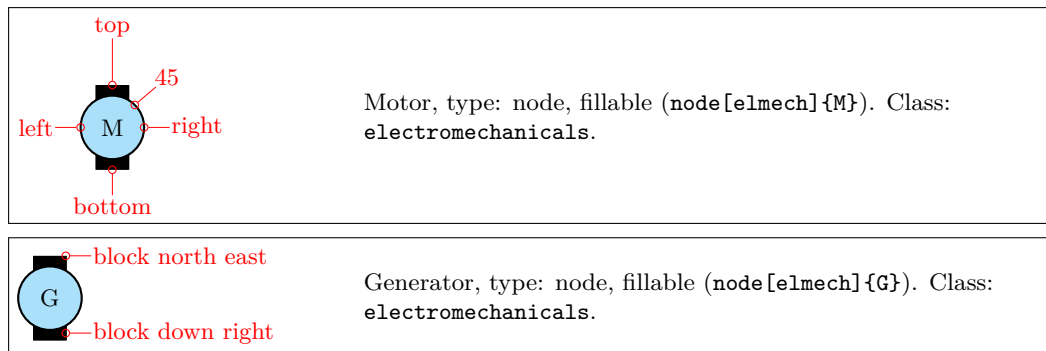 top
45
left
M
right
bottom
Motor, type: node, fillable (node[elmech]{M}). Class:
electromechanicals.
block north east
G
block down right
Generator, type: node, fillable (node[elmech]{G}). Class:
electromechanicals.